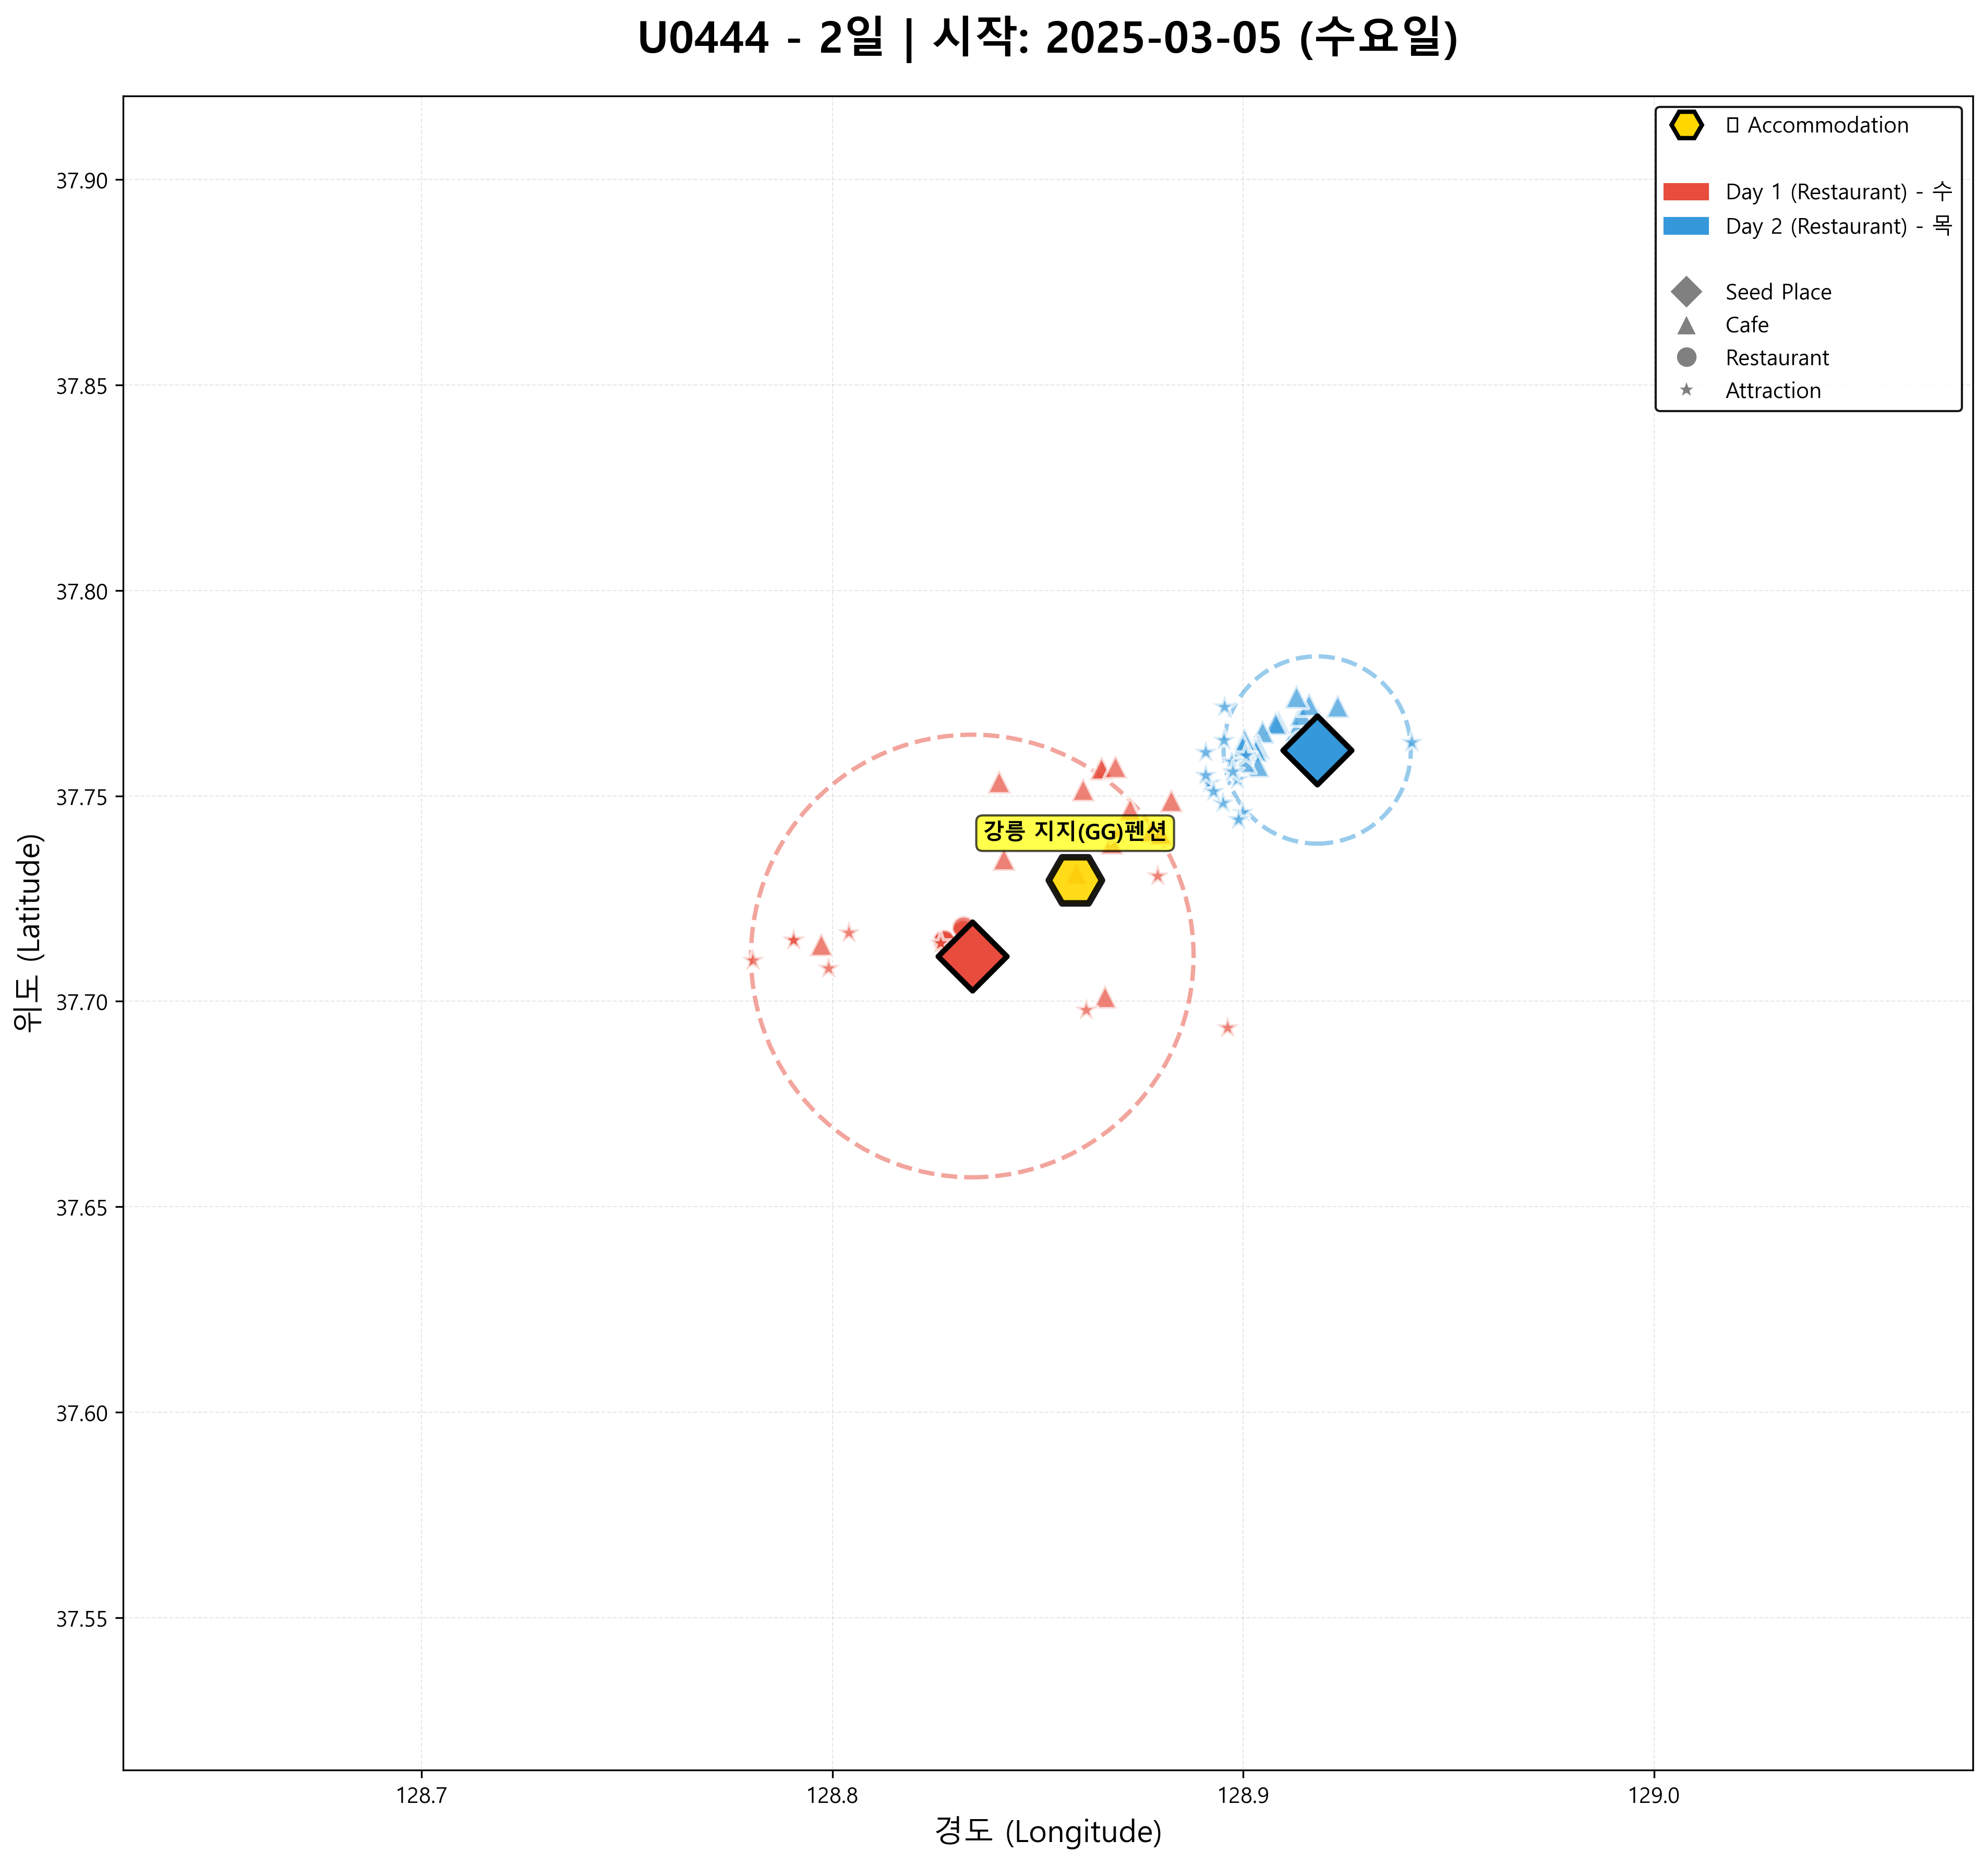 U0444 - 2일 | 시작: 2025-03-05 (수요일)
Accommodation
Day 1 (Restaurant) - 수
Day 2 (Restaurant) - 목
Seed Place
Cafe
Restaurant
Attraction
37.90
37.85
37.80
37.75
37.70
37.65
37.60
37.55
위도 (Latitude)
강릉 지지(GG)펜션
128.7
128.8
128.9
129.0
경도 (Longitude)